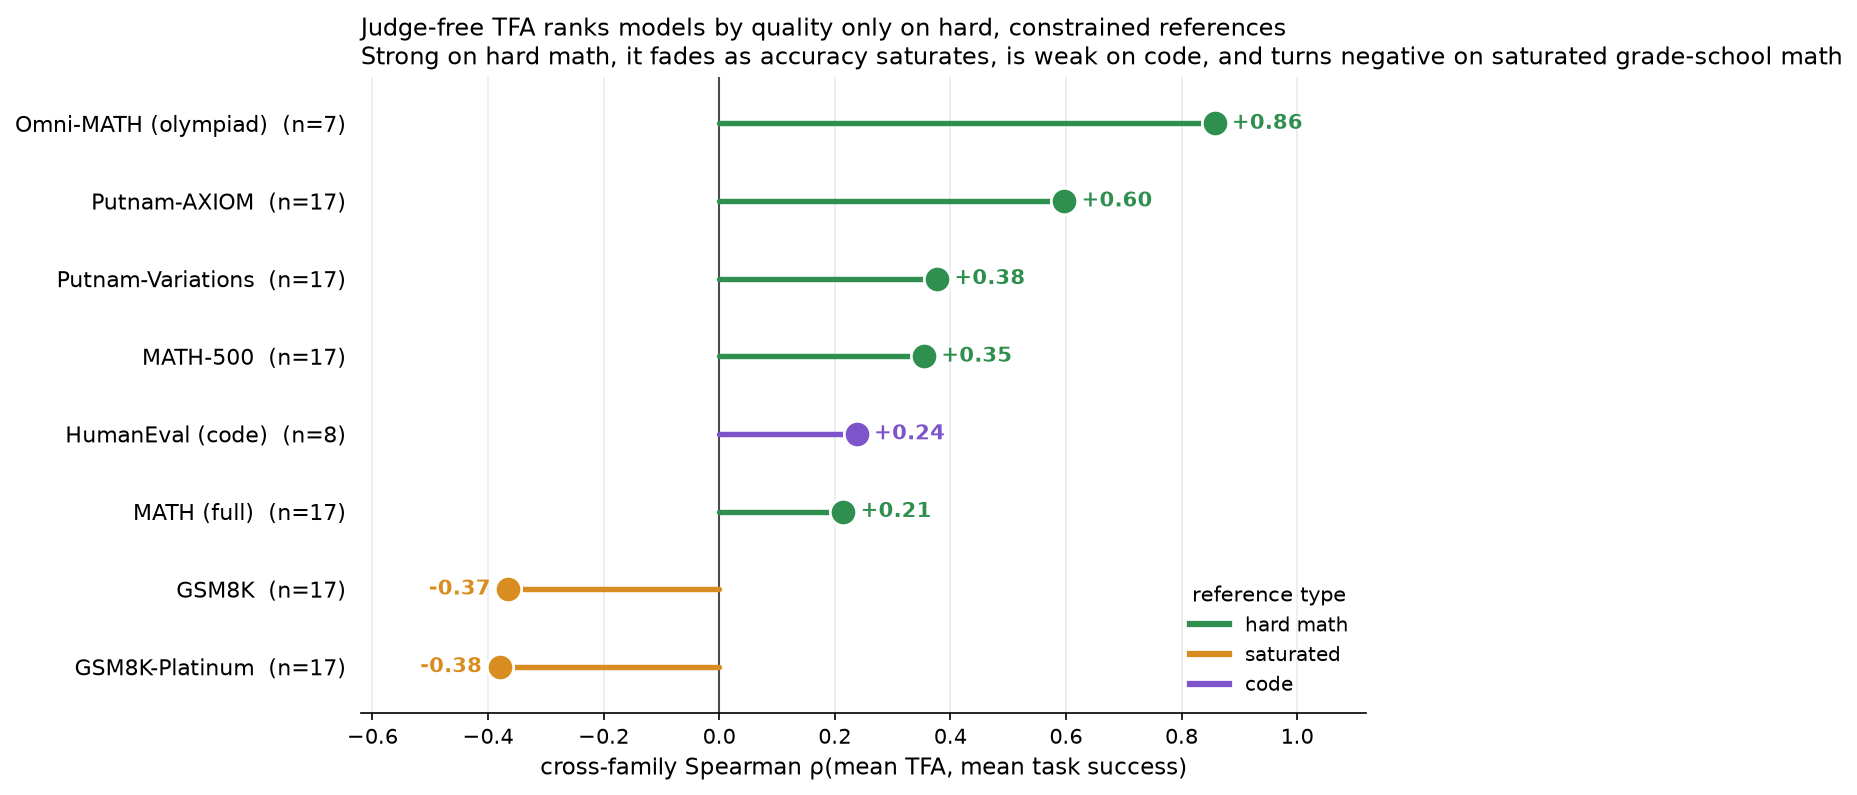 Judge-free TFA ranks models by quality only on hard, constrained references
Strong on hard math, it fades as accuracy saturates, is weak on code, and turns negative on saturated grade-school math
Omni-MATH (olympiad) (n=7)
+0.86
Putnam-AXIOM (n=17)
+0.60
Putnam-Variations (n=17)
+0.38
MATH-500 (n=17)
+0.35
HumanEval (code) (n=8)
+0.24
MATH (full) (n=17)
+0.21
GSM8K (n=17)
-0.37
GSM8K-Platinum (n=17)
-0.38
reference type
hard math
saturated
code
−0.6 −0.4 −0.2 0.0 0.2 0.4 0.6 0.8 1.0
cross-family Spearman ρ(mean TFA, mean task success)